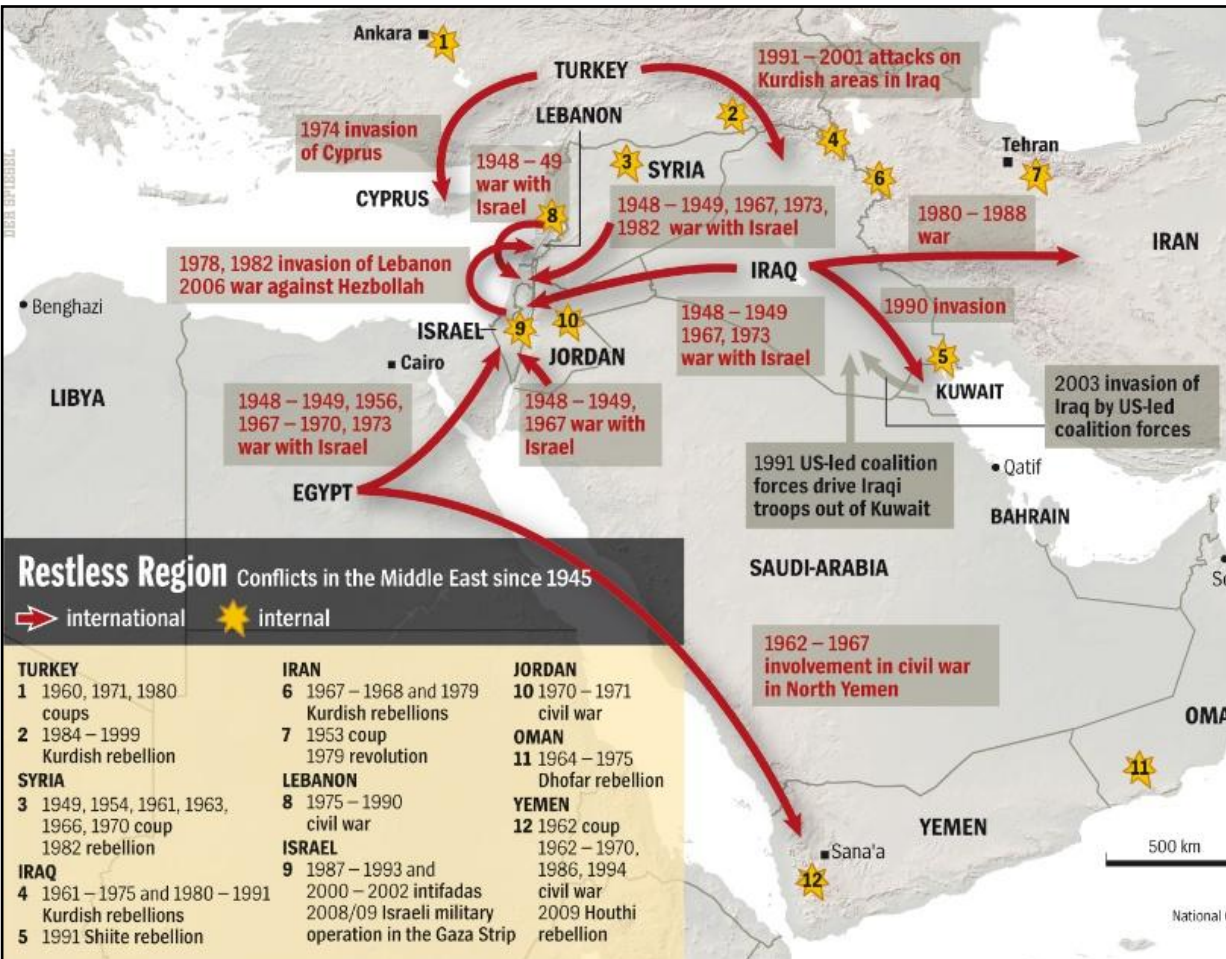 Ankara
1
TURKEY
1991 – 2001 attacks on
Kurdish areas in Iraq
LEBANON
2
1974 invasion
of Cyprus
4
Tehran
7
1948 – 49
war with
Israel
3
SYRIA
6
CYPRUS
8
1948 – 1949, 1967, 1973,
1982 war with Israel
1980 – 1988
war
IRAN
DER SPIEGEL
1978, 1982 invasion of Lebanon
2006 war against Hezbollah
IRAQ
Benghazi
1990 invasion
ISRAEL
9
10
1948 – 1949
1967, 1973
war with Israel
Cairo
JORDAN
5
KUWAIT
LIBYA
1948 – 1949, 1956,
1967 – 1970, 1973
war with Israel
1948 – 1949,
1967 war with
Israel
2003 invasion of
Iraq by US-led
coalition forces
1991 US-led coalition
forces drive Iraqi
troops out of Kuwait
Qatif
EGYPT
BAHRAIN
SAUDI-ARABIA
So
1962 – 1967
involvement in civil war
in North Yemen
OMA
11
YEMEN
Sana'a
12
500 km
National
Restless Region Conflicts in the Middle East since 1945
international internal
TURKEY
1 1960, 1971, 1980
coups
2 1984 – 1999
Kurdish rebellion
SYRIA
3 1949, 1954, 1961, 1963,
1966, 1970 coup
1982 rebellion
IRAQ
4 1961 – 1975 and 1980 – 1991
Kurdish rebellions
5 1991 Shiite rebellion
IRAN
6 1967 – 1968 and 1979
Kurdish rebellions
7 1953 coup
1979 revolution
LEBANON
8 1975 – 1990
civil war
ISRAEL
9 1987 – 1993 and
2000 – 2002 intifadas
2008/09 Israeli military
operation in the Gaza Strip
JORDAN
10 1970 – 1971
civil war
OMAN
11 1964 – 1975
Dhofar rebellion
YEMEN
12 1962 coup
1962 – 1970,
1986, 1994
civil war
2009 Houthi
rebellion